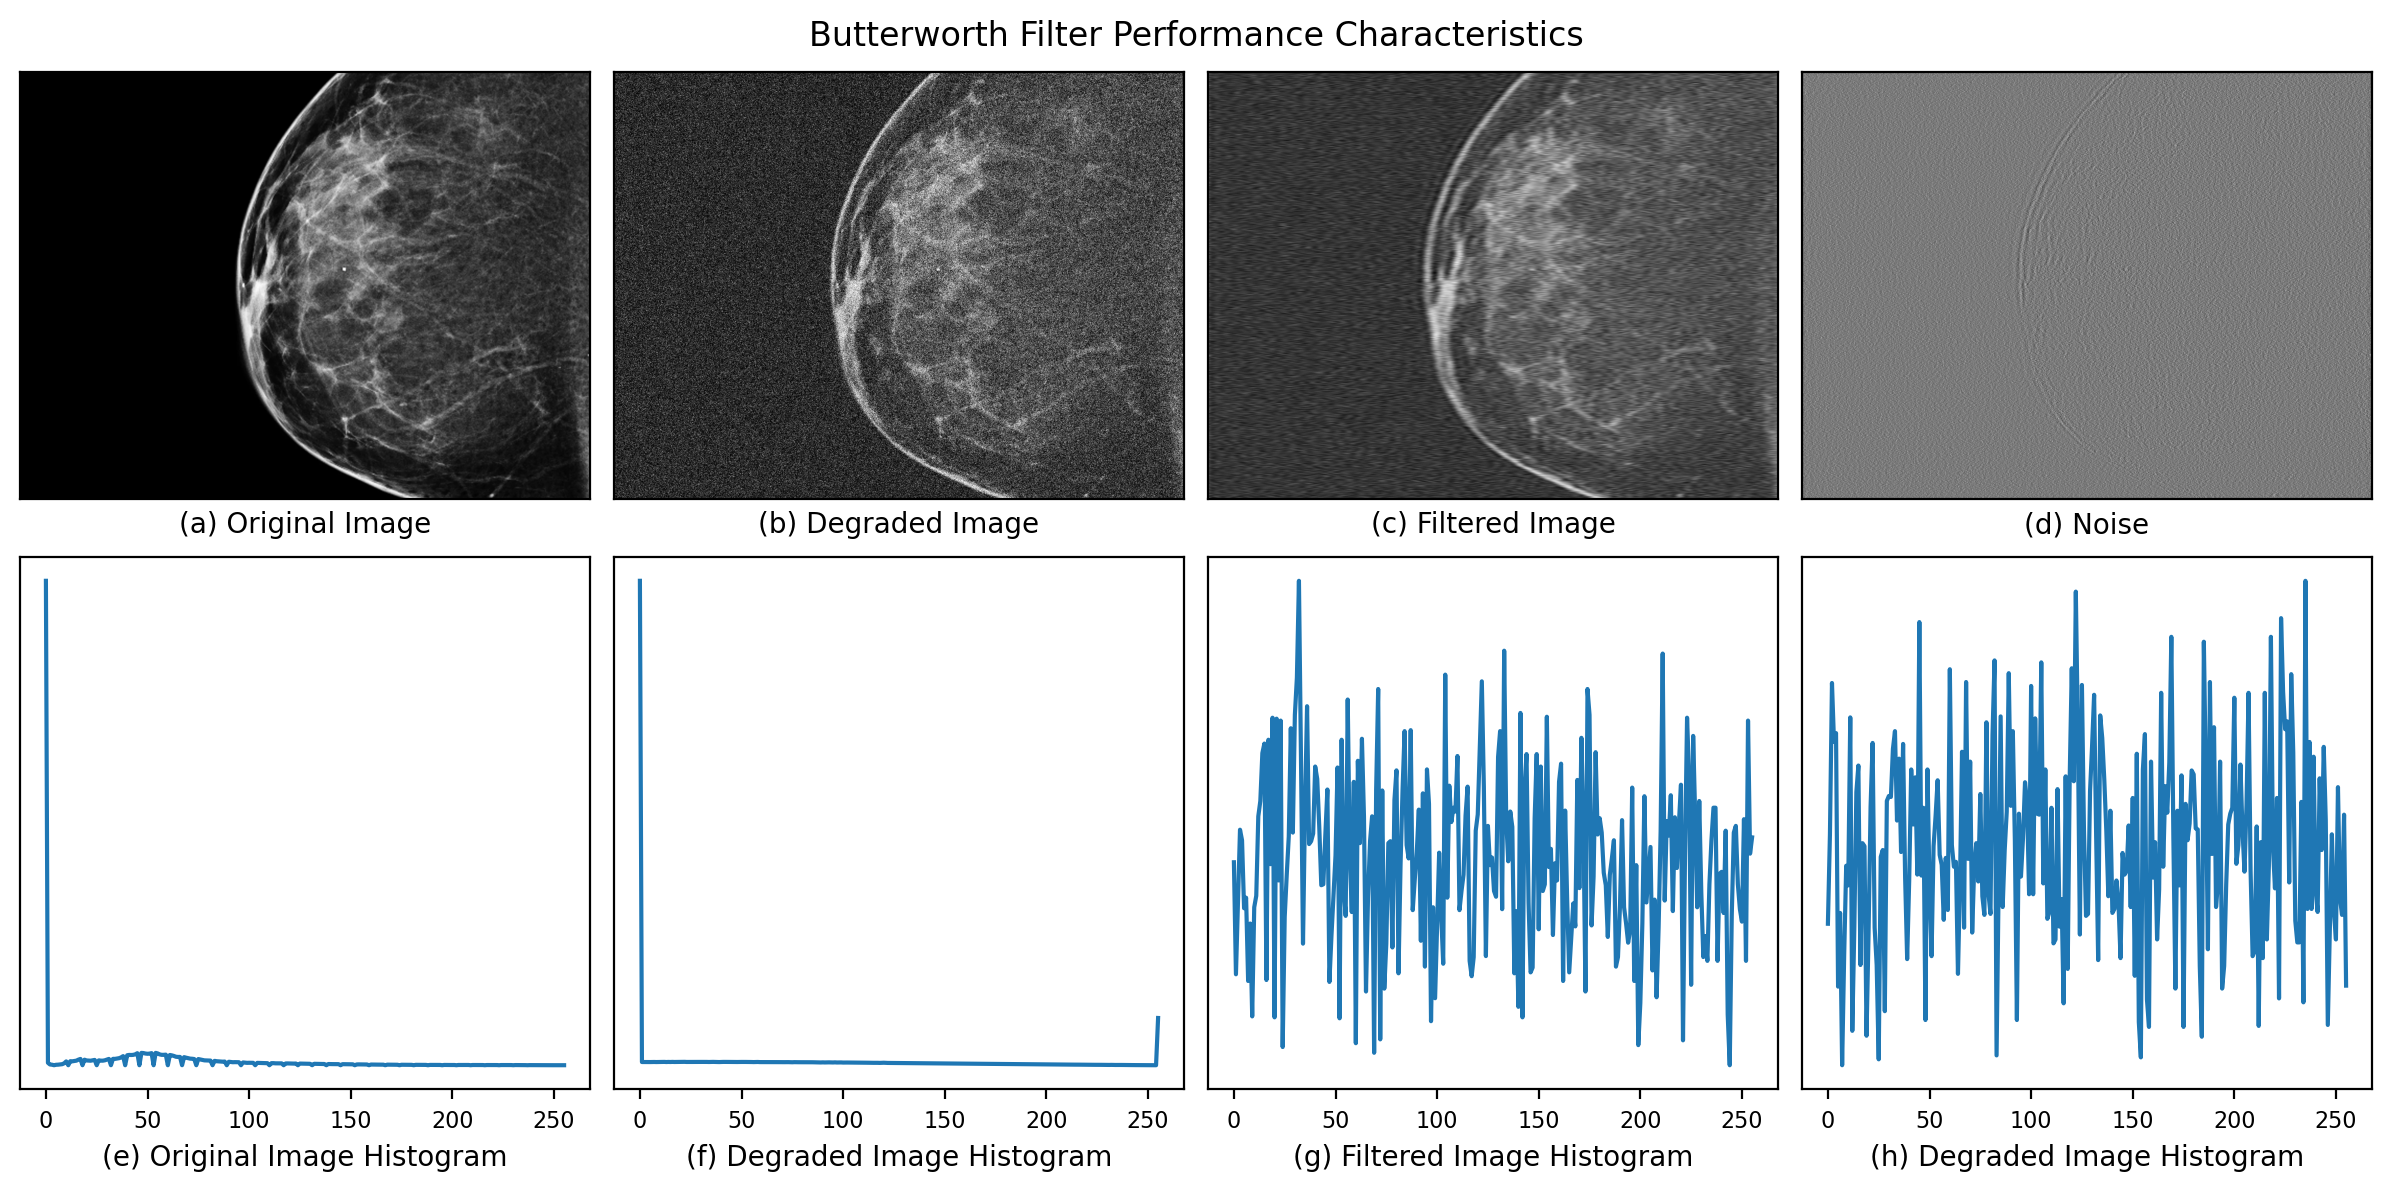 Butterworth Filter Performance Characteristics
(a) Original Image
(b) Degraded Image
(c) Filtered Image
(d) Noise
0 50 100 150 200 250
(e) Original Image Histogram
0 50 100 150 200 250
(f) Degraded Image Histogram
0 50 100 150 200 250
(g) Filtered Image Histogram
0 50 100 150 200 250
(h) Degraded Image Histogram